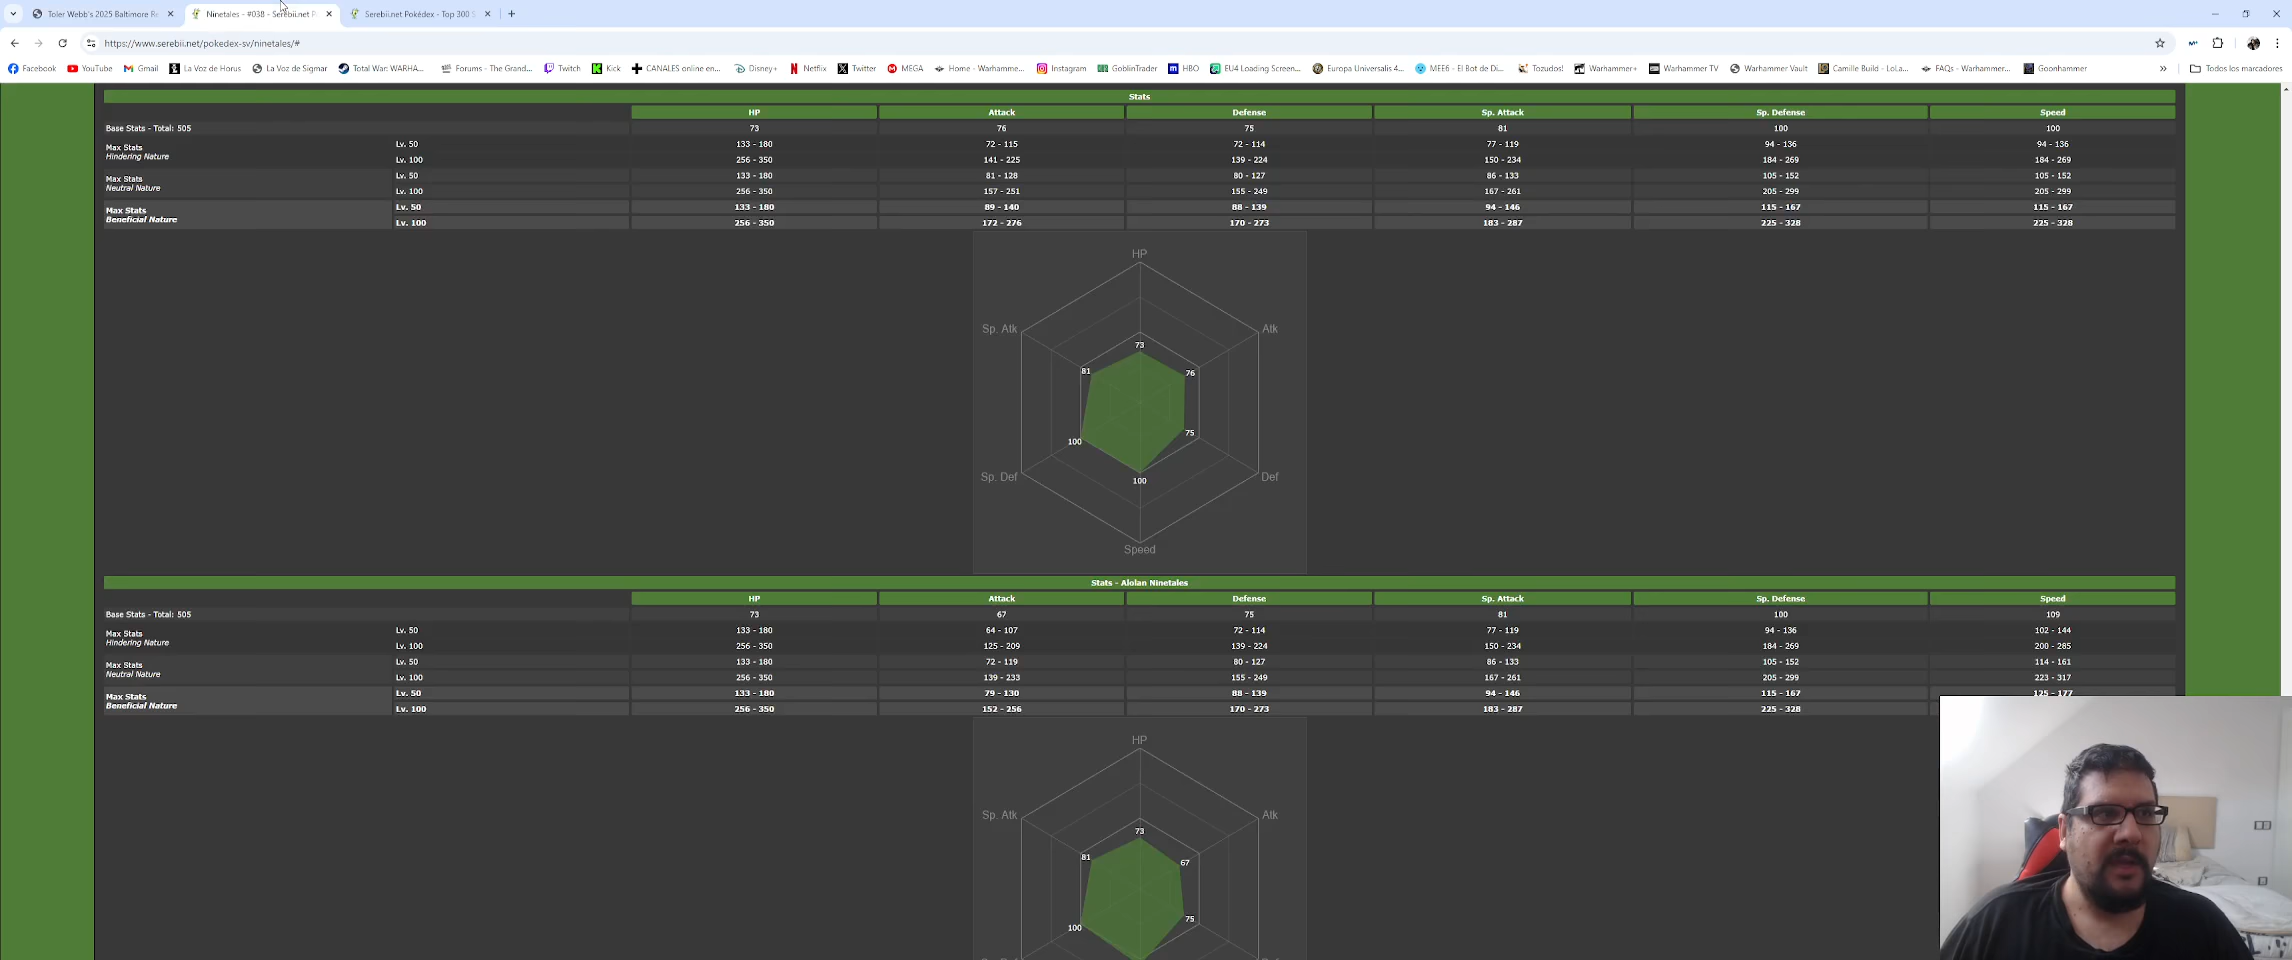 Toler Webb's 2025 Baltimore Re
Ninetales - #038 - Serebii.net P
Serebii.net Pokédex - Top 300 S
https://www.serebii.net/pokedex-sv/ninetales/#
Facebook YouTube Gmail La Voz de Horus La Voz de Sigmar Total War: WARHA... Forums - The Grand... Twitch Kick CANALES online en... Disney+ Netflix Twitter MEGA Home - Warhamme... Instagram GoblinTrader HBO EU4 Loading Screen... Europa Universalis 4... MEE6 - El Bot de Di... Tozudos! Warhammer+ Warhammer TV Warhammer Vault Camille Build - LoLa... FAQs - Warhammer... Goonhammer » Todos los marcadores
Stats
HP Attack Defense Sp. Attack Sp. Defense Speed
Base Stats - Total: 505 73 76 75 81 100 100
Max Stats
Hindering Nature
Lv. 50 133 - 180 72 - 115 72 - 114 77 - 119 94 - 136 94 - 136
Lv. 100 256 - 350 141 - 225 139 - 224 150 - 234 184 - 269 184 - 269
Max Stats
Neutral Nature
Lv. 50 133 - 180 81 - 128 80 - 127 86 - 133 105 - 152 105 - 152
Lv. 100 256 - 350 157 - 251 155 - 249 167 - 261 205 - 299 205 - 299
Max Stats
Beneficial Nature
Lv. 50 133 - 180 89 - 140 88 - 139 94 - 146 115 - 167 115 - 167
Lv. 100 256 - 350 172 - 276 170 - 273 183 - 287 225 - 328 225 - 328
HP
Sp. Atk Atk
73
81 76
100 75
Sp. Def Def
100
Speed
Stats - Alolan Ninetales
HP Attack Defense Sp. Attack Sp. Defense Speed
Base Stats - Total: 505 73 67 75 81 100 109
Max Stats
Hindering Nature
Lv. 50 133 - 180 64 - 107 72 - 114 77 - 119 94 - 136 102 - 144
Lv. 100 256 - 350 125 - 209 139 - 224 150 - 234 184 - 269 200 - 285
Max Stats
Neutral Nature
Lv. 50 133 - 180 72 - 119 80 - 127 86 - 133 105 - 152 114 - 161
Lv. 100 256 - 350 139 - 233 155 - 249 167 - 261 205 - 299 223 - 317
Max Stats
Beneficial Nature
Lv. 50 133 - 180 79 - 130 88 - 139 94 - 146 115 - 167 125 - 177
Lv. 100 256 - 350 152 - 256 170 - 273 183 - 287 225 - 328
HP
Sp. Atk Atk
73
81 67
100 75